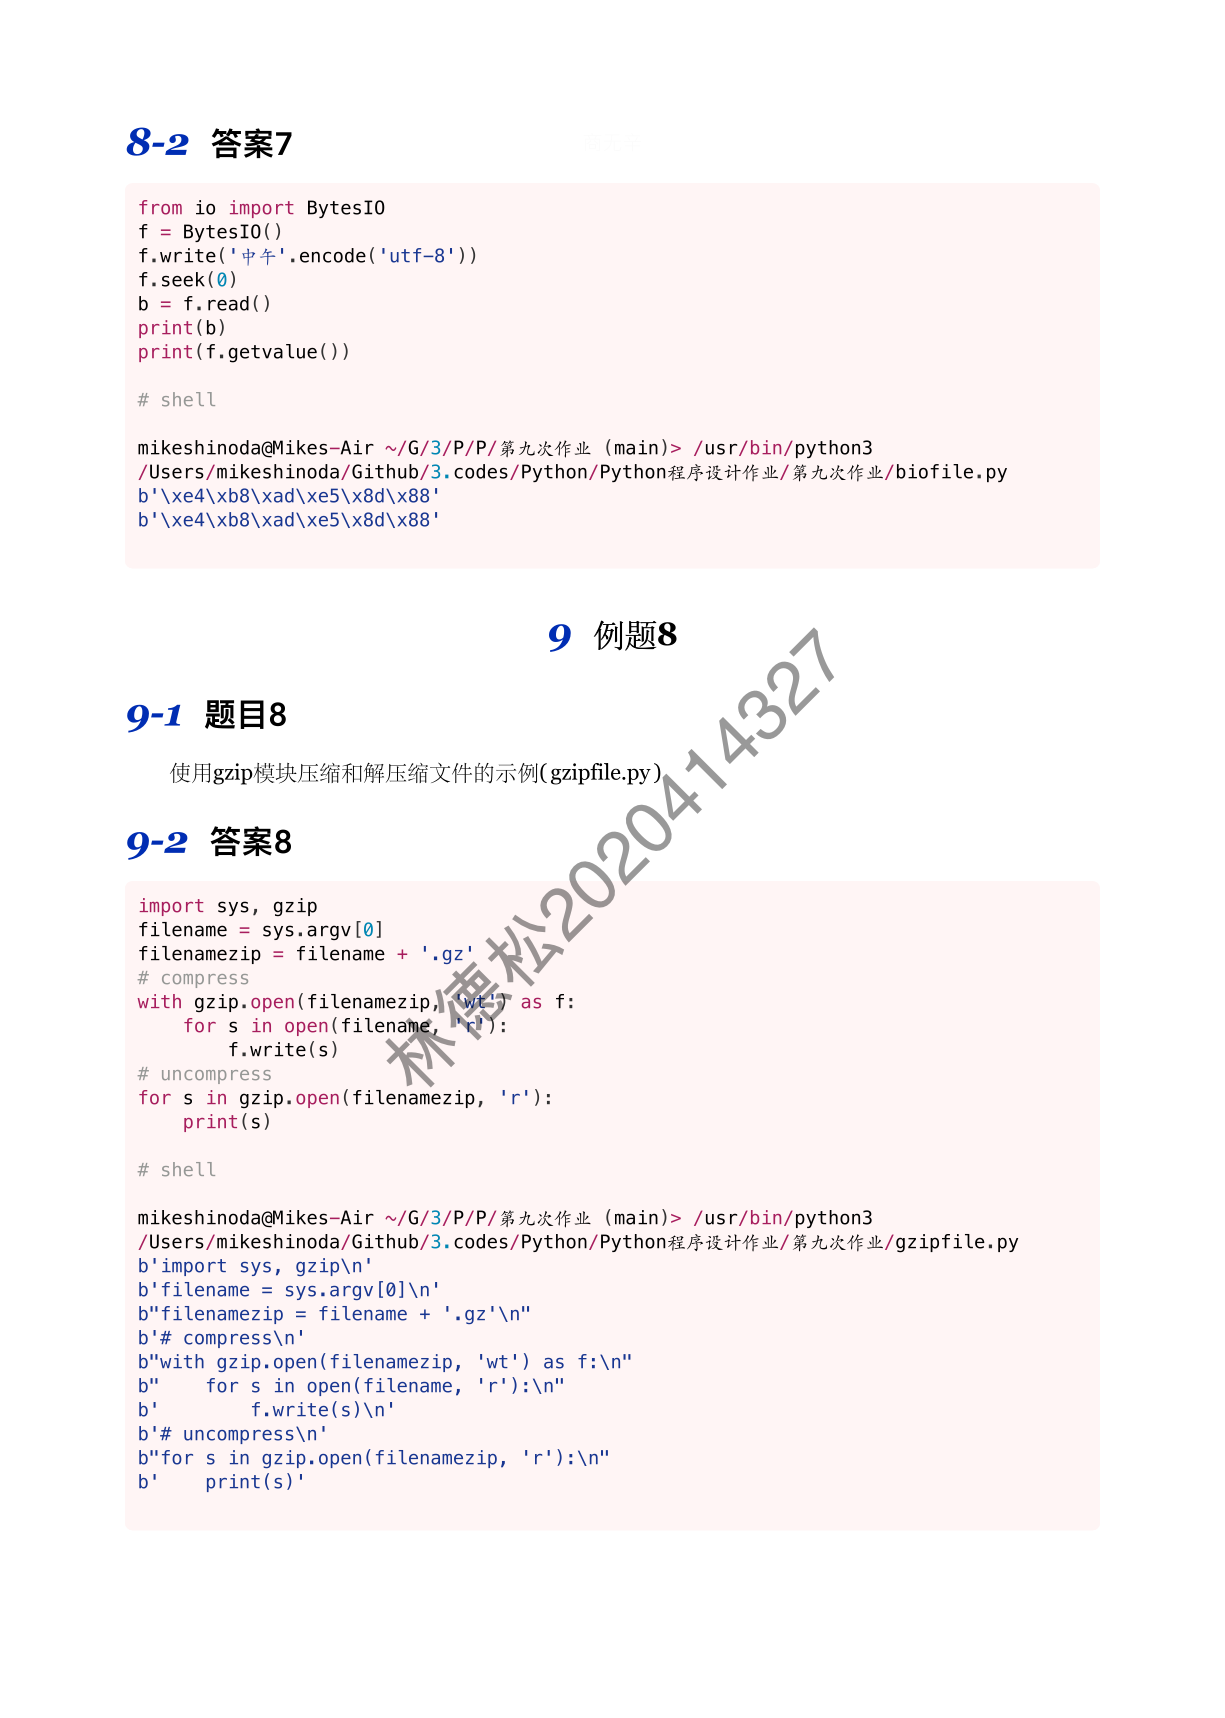 8-2 答案7
from io import BytesIO
f = BytesIO()
f.write('中午'.encode('utf-8'))
f.seek(0)
b = f.read()
print(b)
print(f.getvalue())
# shell
mikeshinoda@Mikes-Air ~/G/3/P/P/第九次作业 (main)> /usr/bin/python3
/Users/mikeshinoda/Github/3.codes/Python/Python程序设计作业/第九次作业/biofile.py
b'\xe4\xb8\xad\xe5\x8d\x88'
b'\xe4\xb8\xad\xe5\x8d\x88'
9 例题8
9-1 题目8
使用gzip模块压缩和解压缩文件的示例(gzipfile.py)
9-2 答案8
import sys, gzip
filename = sys.argv[0]
filenamezip = filename + '.gz'
# compress
with gzip.open(filenamezip, 'wt') as f:
    for s in open(filename, 'r'):
        f.write(s)
# uncompress
for s in gzip.open(filenamezip, 'r'):
    print(s)
# shell
mikeshinoda@Mikes-Air ~/G/3/P/P/第九次作业 (main)> /usr/bin/python3
/Users/mikeshinoda/Github/3.codes/Python/Python程序设计作业/第九次作业/gzipfile.py
b'import sys, gzip\n'
b'filename = sys.argv[0]\n'
b"filenamezip = filename + '.gz'\n"
b'# compress\n'
b"with gzip.open(filenamezip, 'wt') as f:\n"
b"    for s in open(filename, 'r'):\n"
b'        f.write(s)\n'
b'# uncompress\n'
b"for s in gzip.open(filenamezip, 'r'):\n"
b'    print(s)'
林德松202041432​7